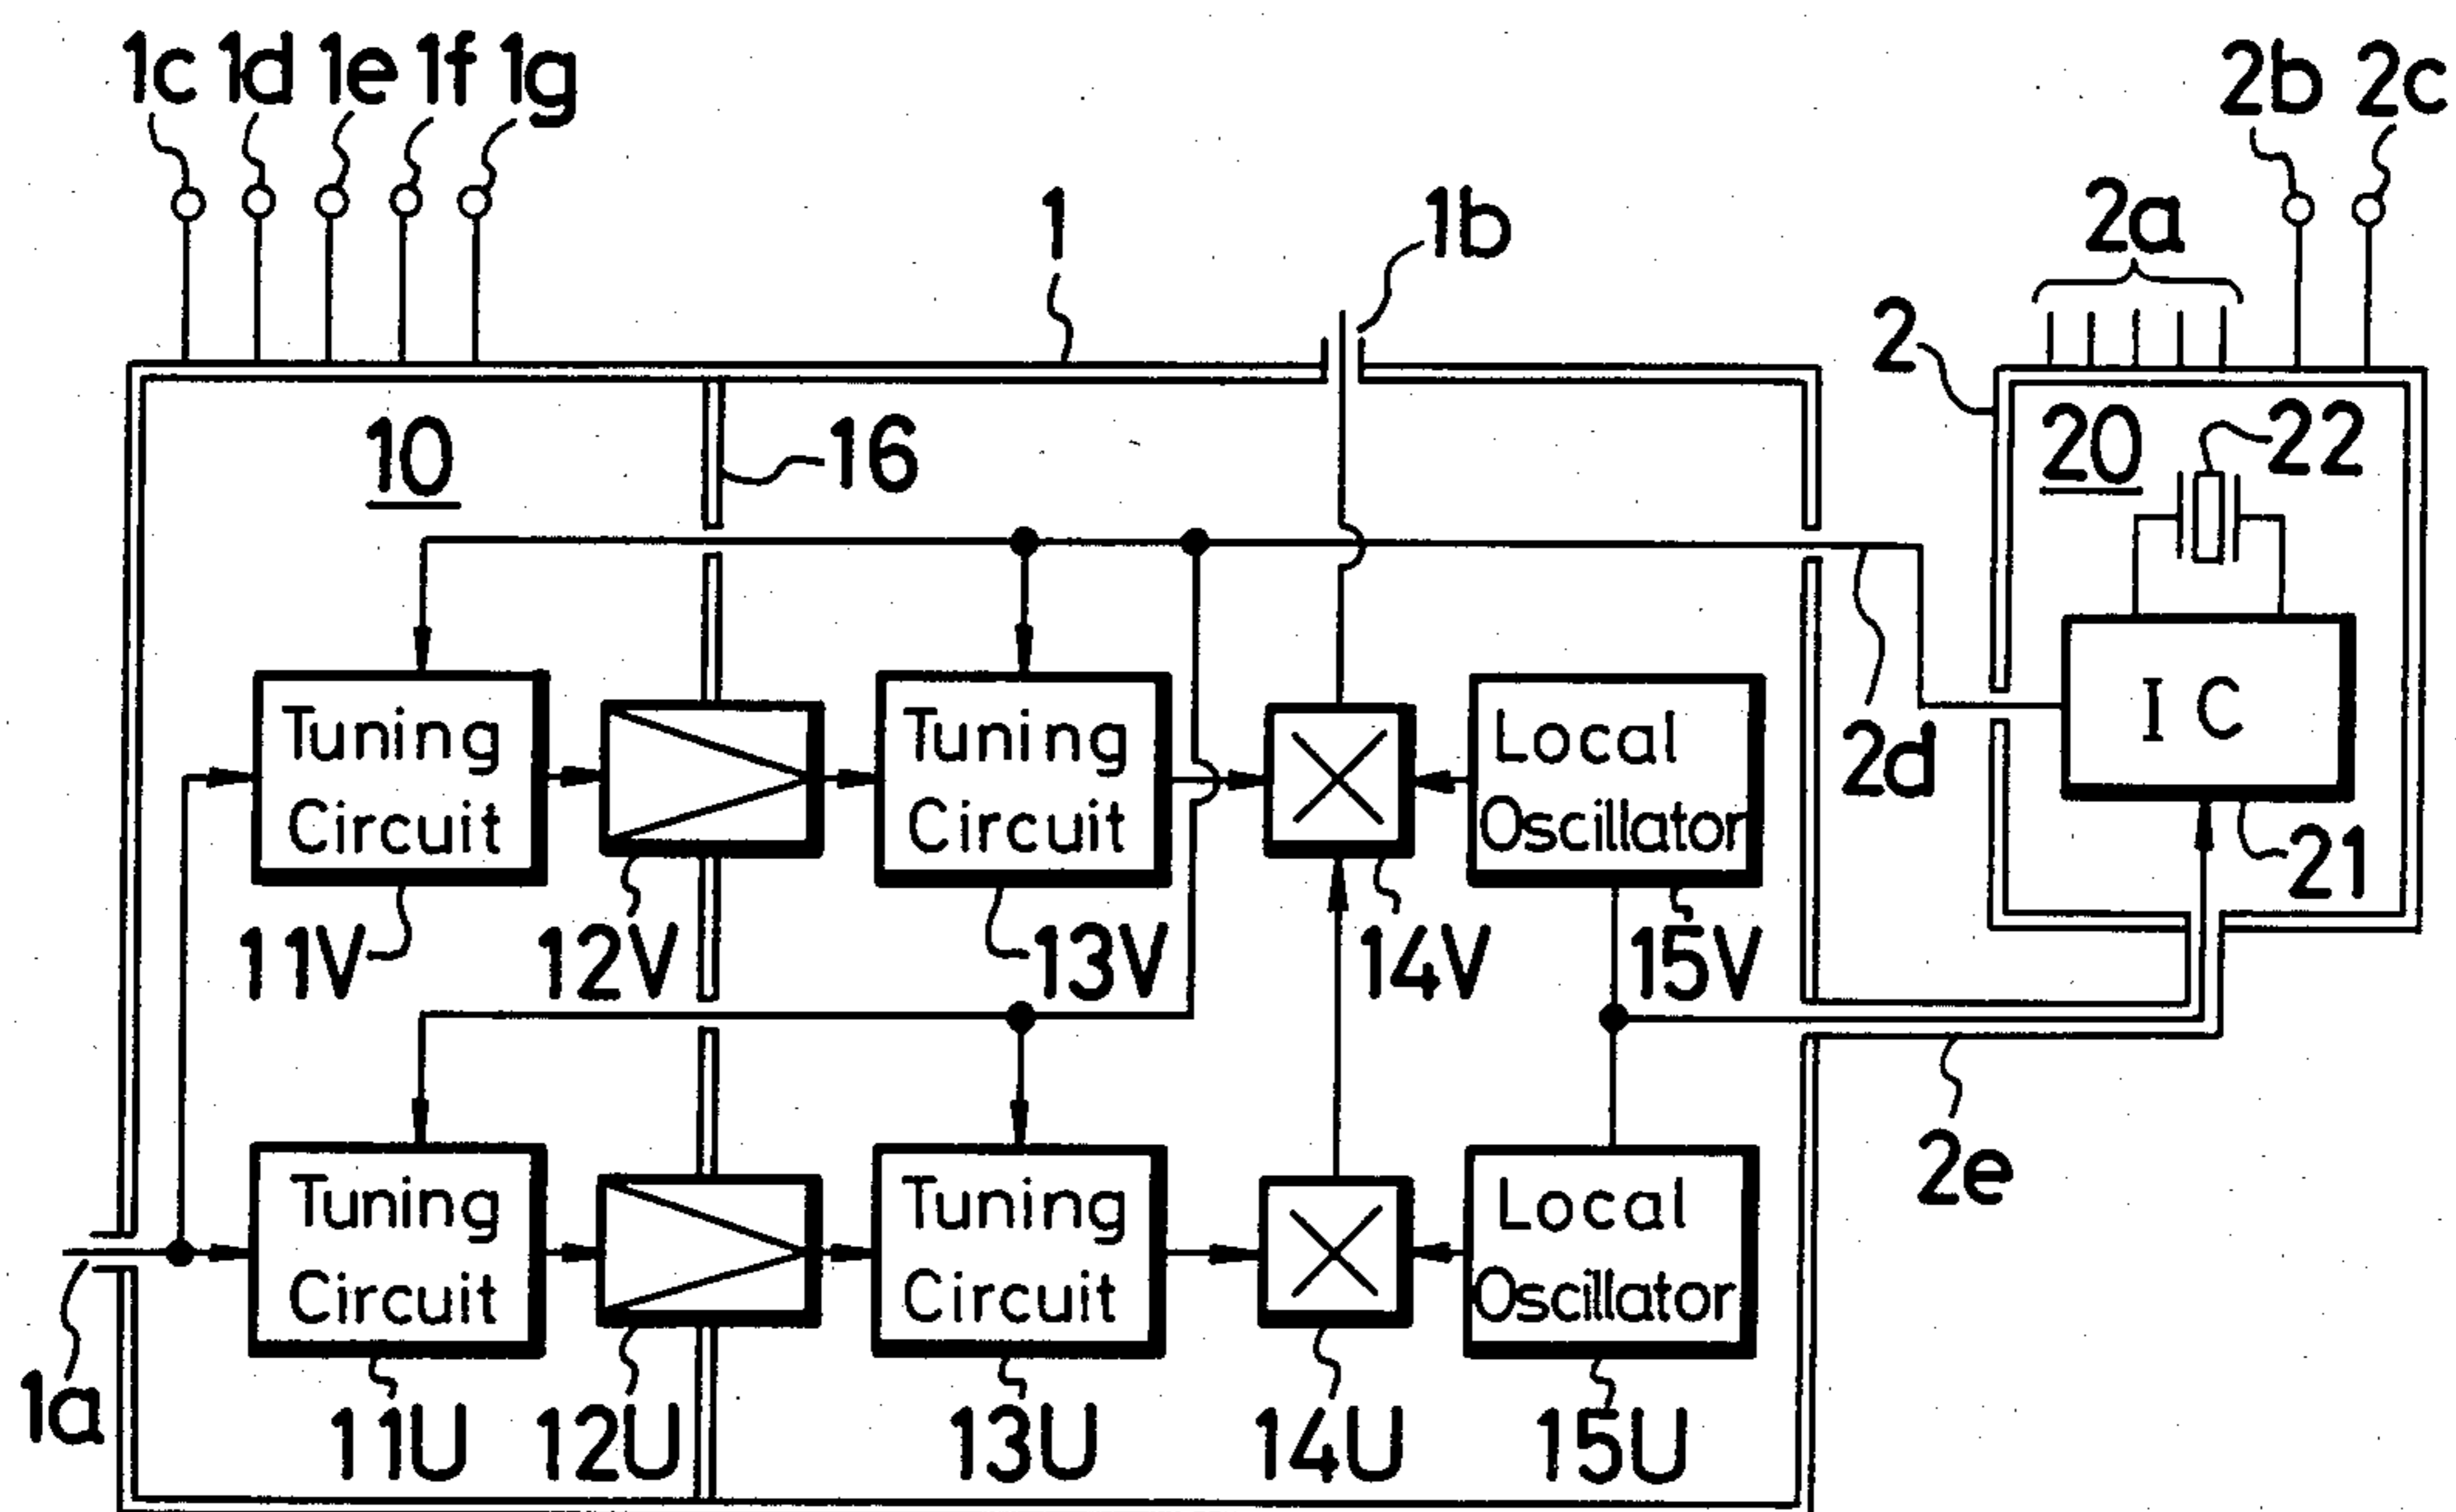 1c 1d 1e 1f 1g
2b 2c
1
1b
2a
2
10
16
20
22
Tuning
Circuit
Tuning
Circuit
Local
Oscillator
I C
2d
21
11V
12V
13V
14V
15V
2e
Tuning
Circuit
Tuning
Circuit
Local
Oscillator
1a
11U
12U
13U
14U
15U